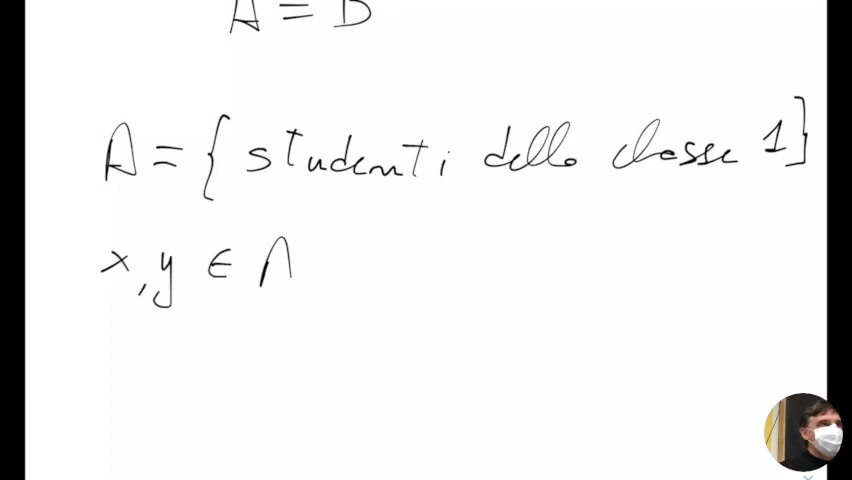 A = B
A = { studenti della classe 1}
x, y ∈ A